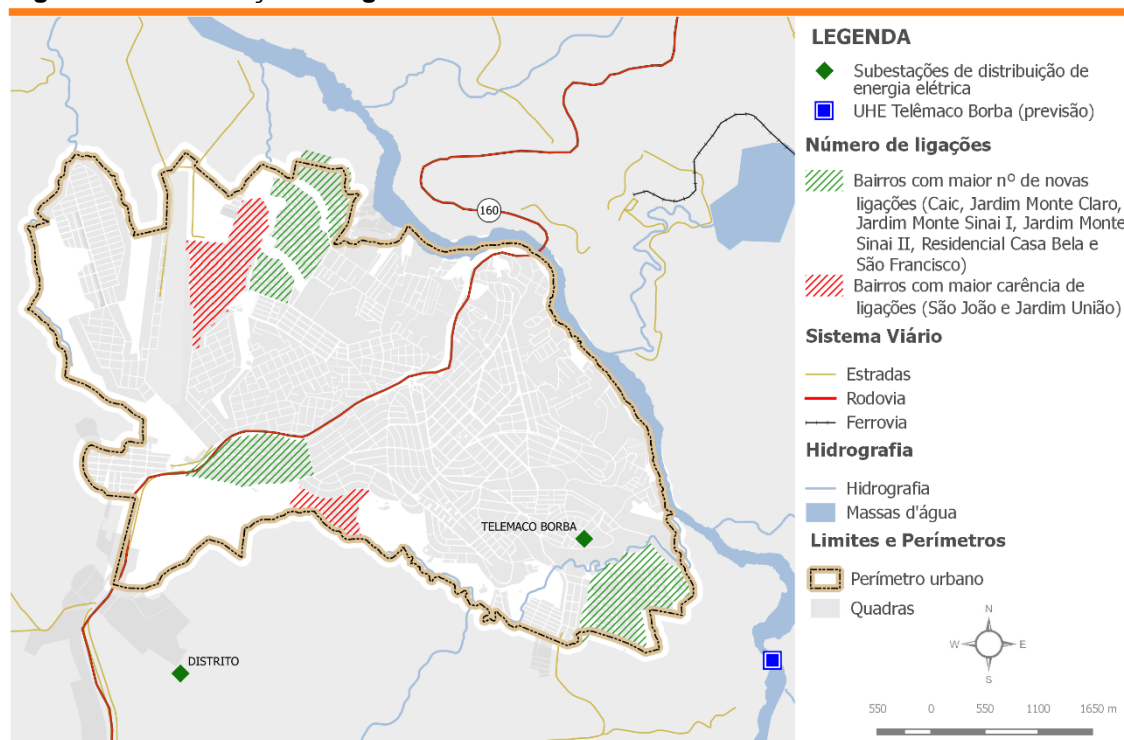 LEGENDA
Subestações de distribuição de
energia elétrica
UHE Telêmaco Borba (previsão)
Número de ligações
Bairros com maior nº de novas
ligações (Caic, Jardim Monte Claro,
Jardim Monte Sinai I, Jardim Monte
Sinai II, Residencial Casa Bela e
São Francisco)
Bairros com maior carência de
ligações (São João e Jardim União)
Sistema Viário
Estradas
Rodovia
Ferrovia
Hidrografia
Hidrografia
Massas d'água
Limites e Perímetros
Perímetro urbano
Quadras
N
W
E
S
550 0 550 1100 1650 m
160
TELEMACO BORBA
DISTRITO